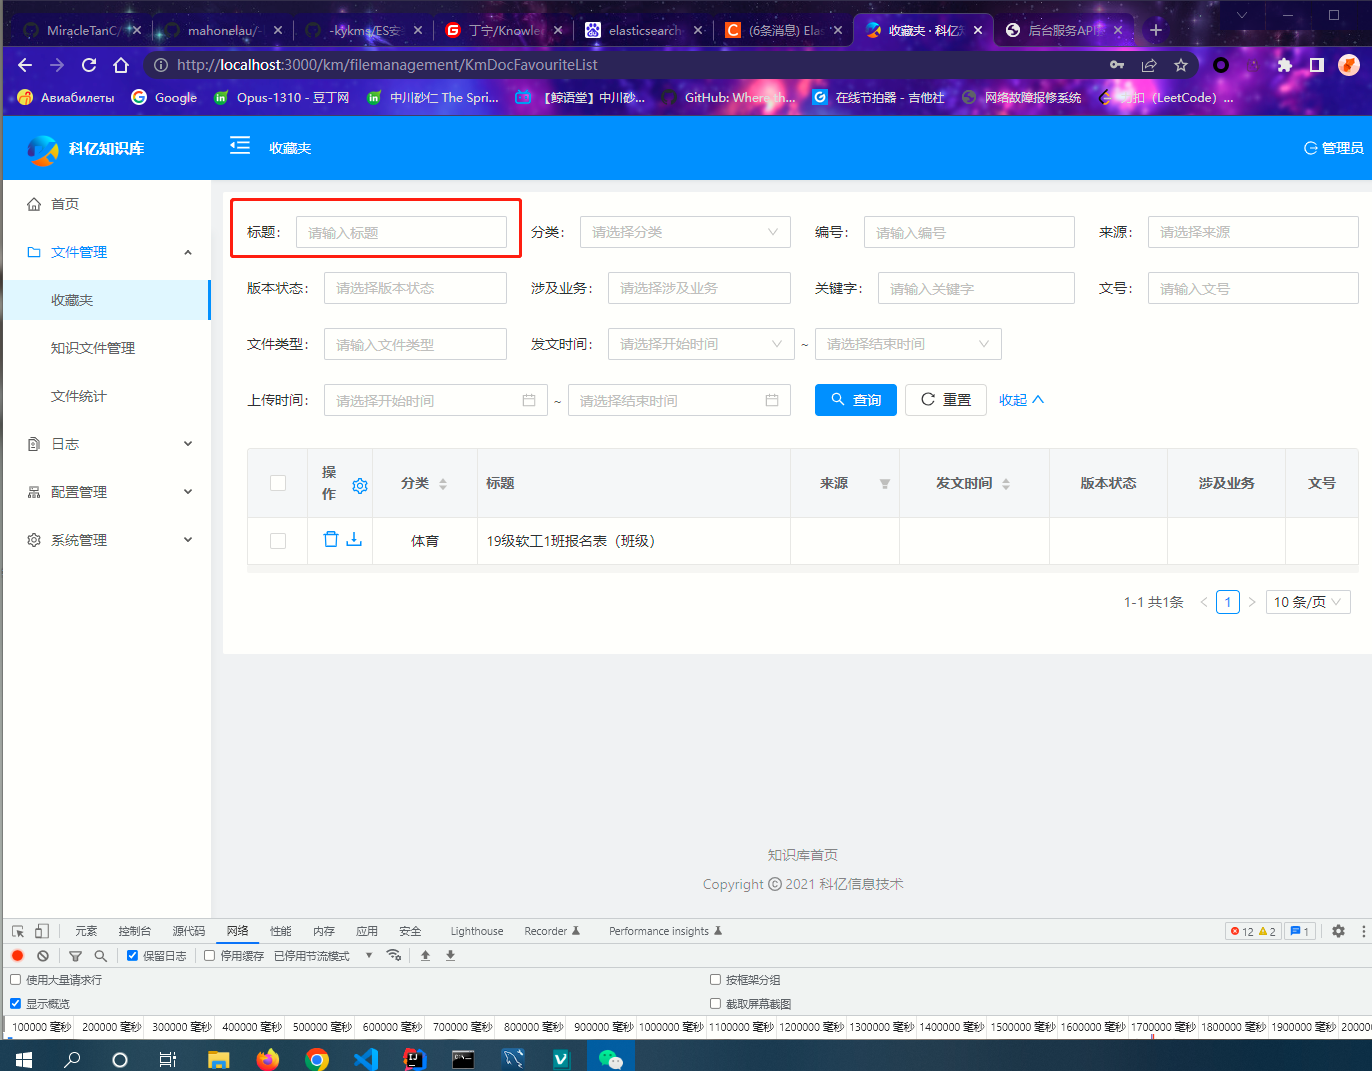 MiracleTanC/ mahonelau/- -kykms/ES安 丁宁/Knowle elasticsearch (6条消息) Elas 收藏夹 · 科亿知 后台服务API
http://localhost:3000/km/filemanagement/KmDocFavouriteList
Авиабилеты Google Opus-1310 - 豆丁网 中川砂仁 The Spri... 【鲸语堂】中川砂... GitHub: Where th... 在线节拍器 - 吉他社 网络故障报修系统 力扣 (LeetCode) ...
科亿知识库 收藏夹 管理员
首页
文件管理
收藏夹
知识文件管理
文件统计
日志
配置管理
系统管理
标题： 请输入标题 分类： 请选择分类 编号： 请输入编号 来源： 请选择来源
版本状态： 请选择版本状态 涉及业务： 请选择涉及业务 关键字： 请输入关键字 文号： 请输入文号
文件类型： 请输入文件类型 发文时间： 请选择开始时间 ~ 请选择结束时间
上传时间： 请选择开始时间 ~ 请选择结束时间 查询 重置 收起
操作 分类 标题 来源 发文时间 版本状态 涉及业务 文号
体育 19级软工1班报名表（班级）
1-1 共1条 1 10 条/页
知识库首页
Copyright © 2021 科亿信息技术
元素 控制台 源代码 网络 性能 内存 应用 安全 Lighthouse Recorder Performance insights 12 2 1
保留日志 停用缓存 已停用节流模式
使用大量请求行 按框架分组
显示概览 截取屏幕截图
100000 毫秒 200000 毫秒 300000 毫秒 400000 毫秒 500000 毫秒 600000 毫秒 700000 毫秒 800000 毫秒 900000 毫秒 1000000 毫秒 1100000 毫秒 1200000 毫秒 1300000 毫秒 1400000 毫秒 1500000 毫秒 1600000 毫秒 1700000 毫秒 1800000 毫秒 1900000 毫秒 20000